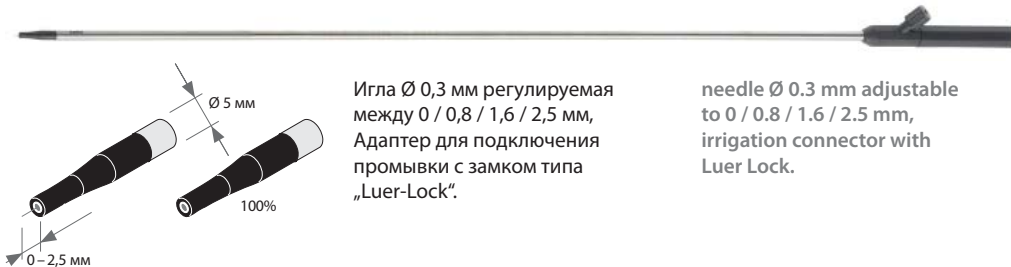 Ø 5 мм
100%
0–2,5 мм
Игла Ø 0,3 мм регулируемая
между 0 / 0,8 / 1,6 / 2,5 мм,
Адаптер для подключения
промывки с замком типа
„Luer-Lock“.
needle Ø 0.3 mm adjustable
to 0 / 0.8 / 1.6 / 2.5 mm,
irrigation connector with
Luer Lock.